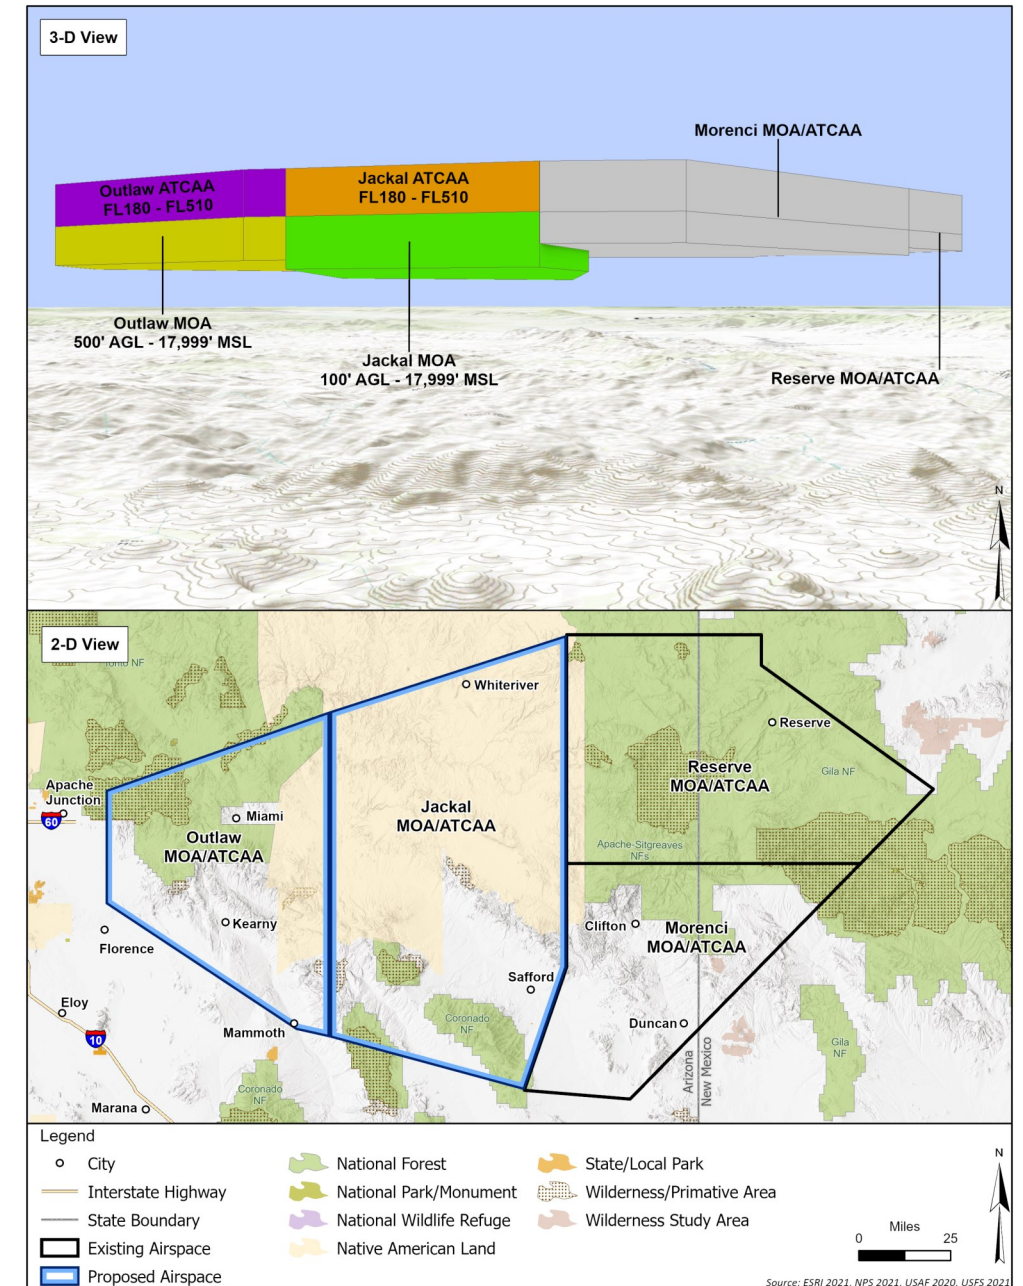 3-D View
Morenci MOA/ATCAA
Outlaw ATCAA
FL180 - FL510
Jackal ATCAA
FL180 - FL510
Outlaw MOA
500' AGL - 17,999' MSL
Jackal MOA
100' AGL - 17,999' MSL
Reserve MOA/ATCAA
N
2-D View
Tonto NF
Whiteriver
Reserve
Reserve
MOA/ATCAA
Gila NF
Apache
Junction
60
Miami
Jackal
MOA/ATCAA
Outlaw
MOA/ATCAA
Apache-Sitgreaves
NFs
Kearny
Clifton
Morenci
MOA/ATCAA
Florence
Safford
Eloy
Mammoth
Coronado
NF
Duncan
10
Arizona
New Mexico
Gila
NF
Coronado
NF
Marana
Legend
City
Interstate Highway
State Boundary
Existing Airspace
Proposed Airspace
National Forest
National Park/Monument
National Wildlife Refuge
Native American Land
State/Local Park
Wilderness/Primative Area
Wilderness Study Area
N
Miles
0 25
Source: ESRI 2021, NPS 2021, USAF 2020, USFS 2021